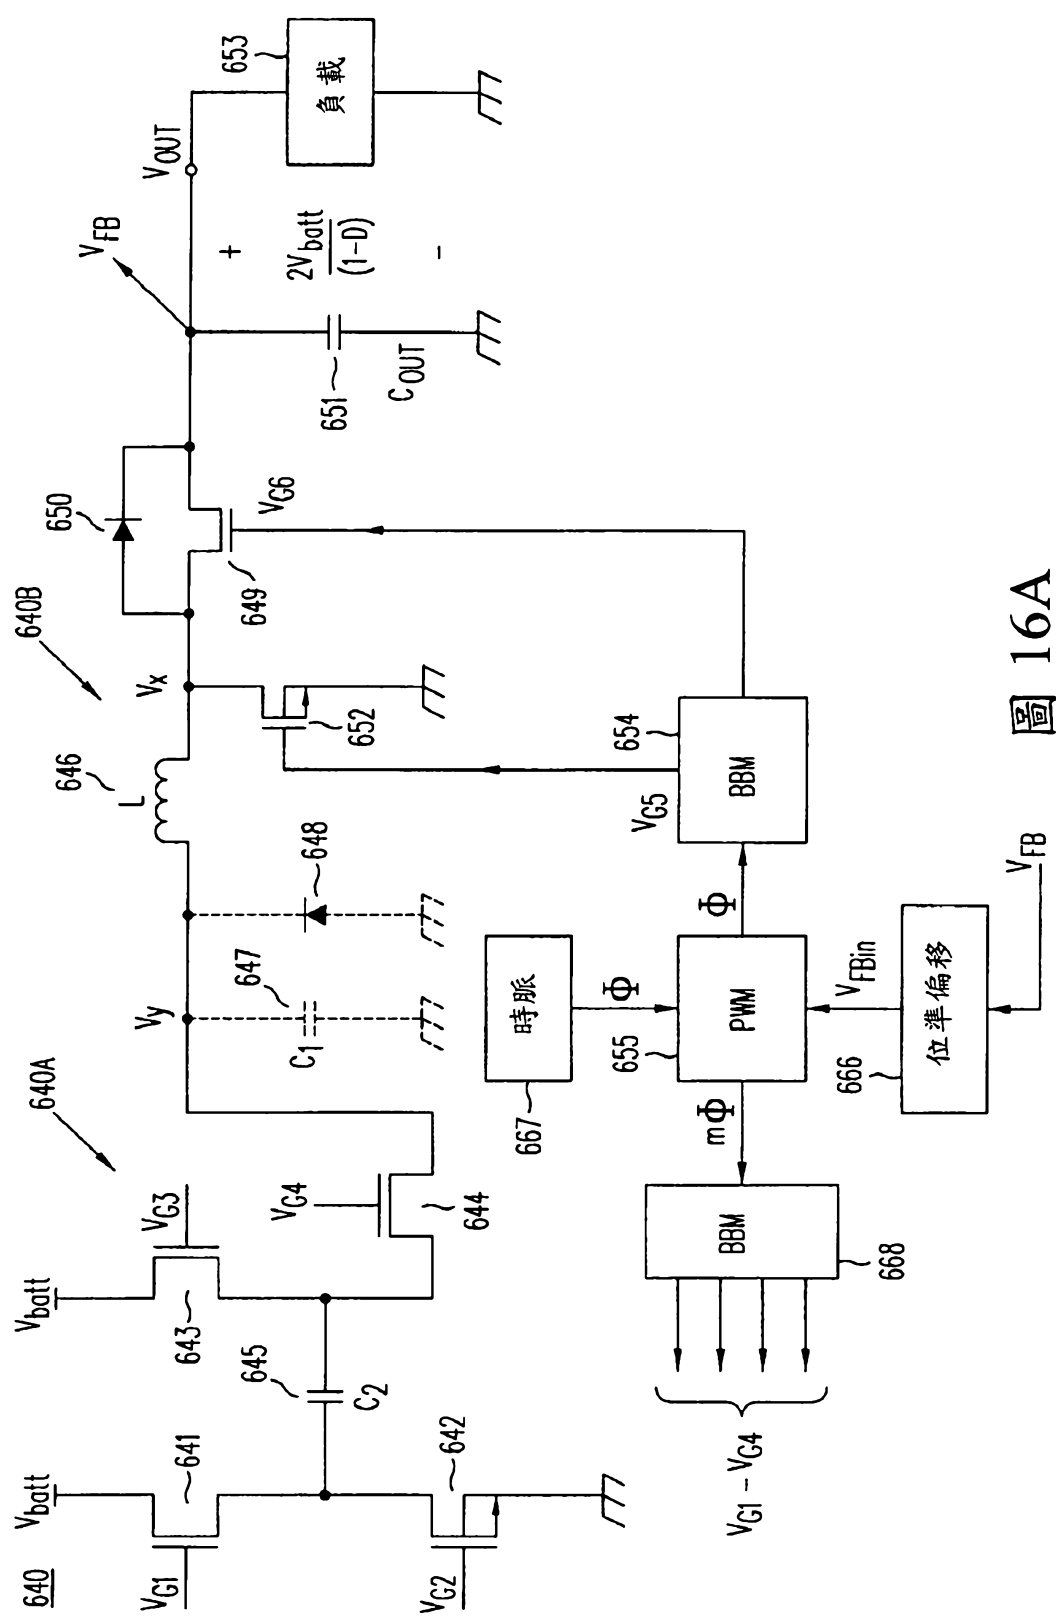 640
640A
640B
V_batt
V_batt
V_G1
641
V_G3
643
V_G2
642
645
C_2
V_G4
644
V_y
647
C_1
648
646
L
V_x
652
650
649
V_G6
V_FB
V_OUT
653
負載
+
2V_batt
(1-D)
-
651
C_OUT
667
時脈
Φ
668
BBM
mΦ
655
PWM
Φ
V_G5
654
BBM
V_G1 - V_G4
V_FBin
666
位準偏移
V_FB
圖 16A